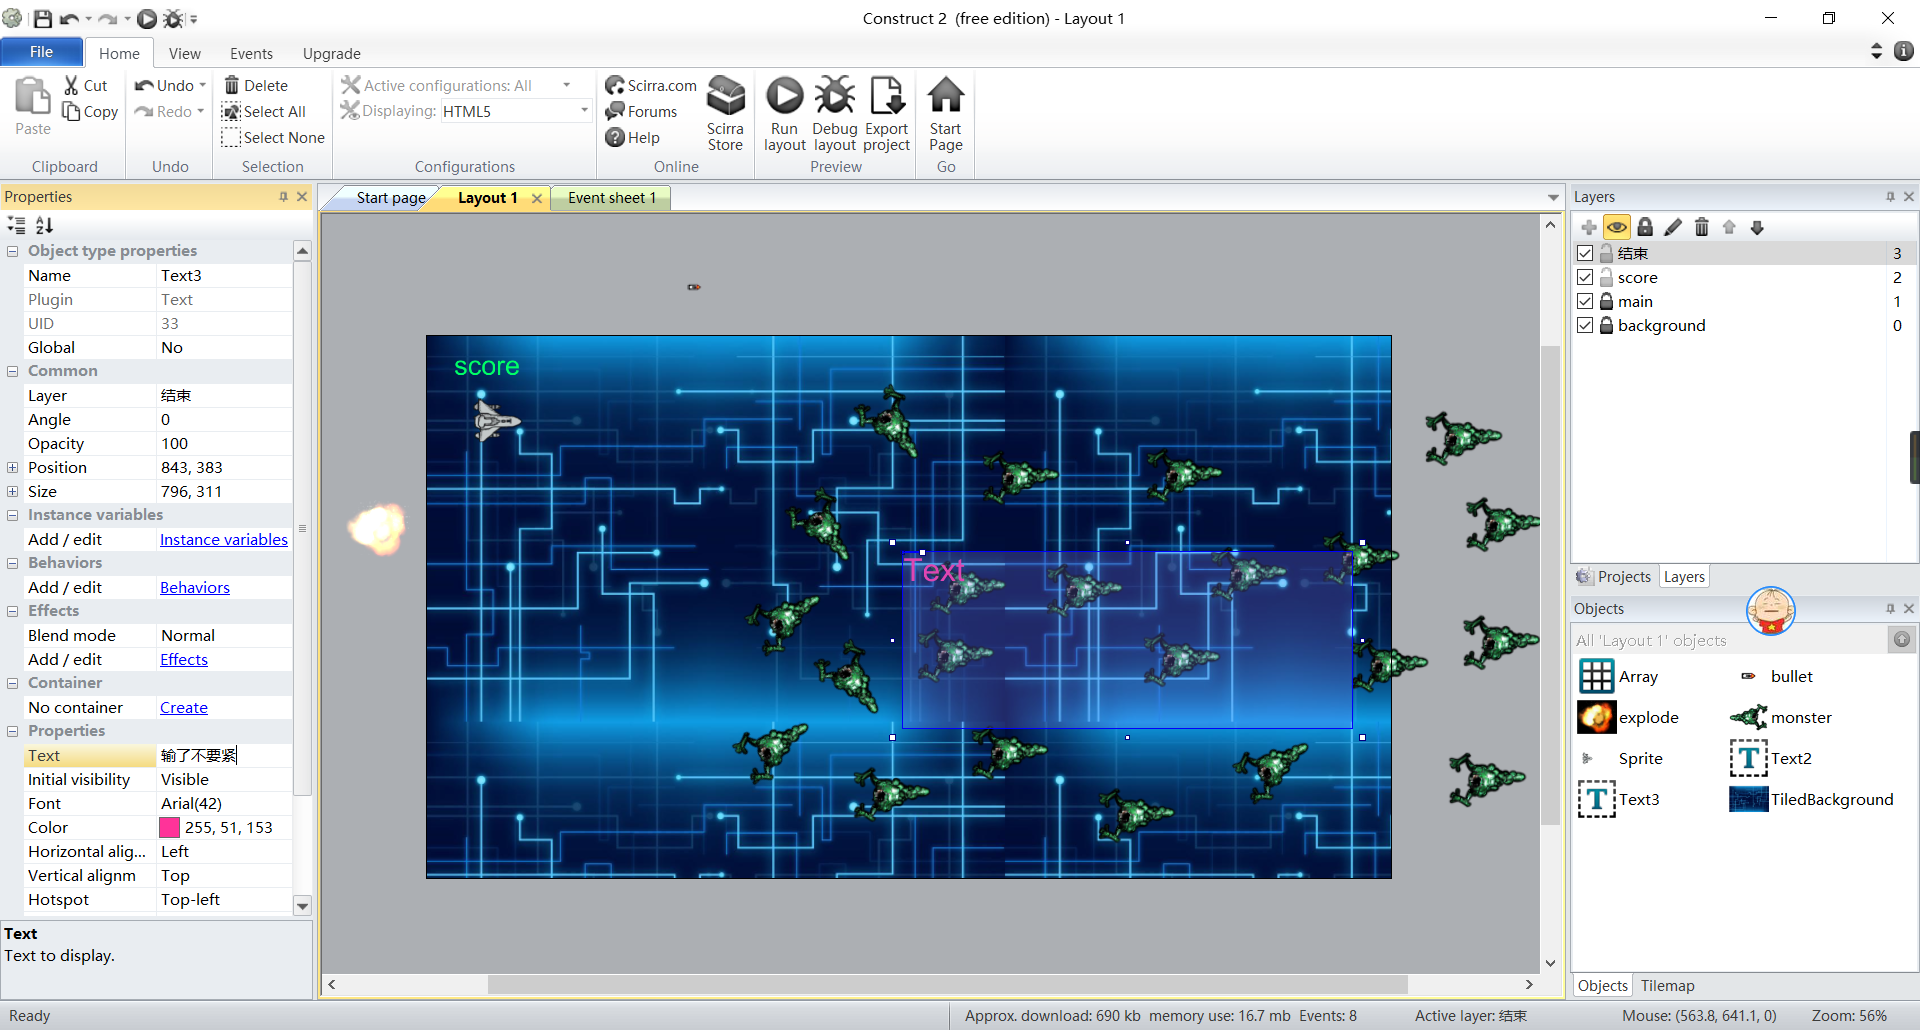 Construct 2  (free edition) - Layout 1
File
Home
View
Events
Upgrade
Paste
Cut
Copy
Clipboard
Undo
Redo
Undo
Delete
Select All
Select None
Selection
Active configurations: All
Displaying: HTML5
Configurations
Scirra.com
Forums
Help
Scirra Store
Online
Run layout
Debug layout
Export project
Preview
Start Page
Go
Properties
Object type properties
Name Text3
Plugin Text
UID 33
Global No
Common
Layer 结束
Angle 0
Opacity 100
Position 843, 383
Size 796, 311
Instance variables
Add / edit Instance variables
Behaviors
Add / edit Behaviors
Effects
Blend mode Normal
Add / edit Effects
Container
No container Create
Properties
Text 输了不要紧
Initial visibility Visible
Font Arial(42)
Color 255, 51, 153
Horizontal alig... Left
Vertical alignm Top
Hotspot Top-left
Text
Text to display.
Start page
Layout 1
Event sheet 1
score
Text
Layers
结束 3
score 2
main 1
background 0
Projects
Layers
Objects
All 'Layout 1' objects
Array
bullet
explode
monster
Sprite
Text2
Text3
TiledBackground
Objects
Tilemap
Ready
Approx. download: 690 kb  memory use: 16.7 mb  Events: 8
Active layer: 结束
Mouse: (563.8, 641.1, 0)
Zoom: 56%